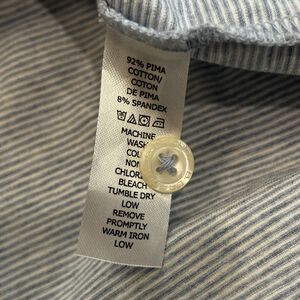 92% PIMA
COTTON/
COTON
DE PIMA
8% SPANDEX
MACHINE
WASH
BLEACH
TUMBLE DRY
LOW
REMOVE
PROMPTLY
WARM IRON
LOW